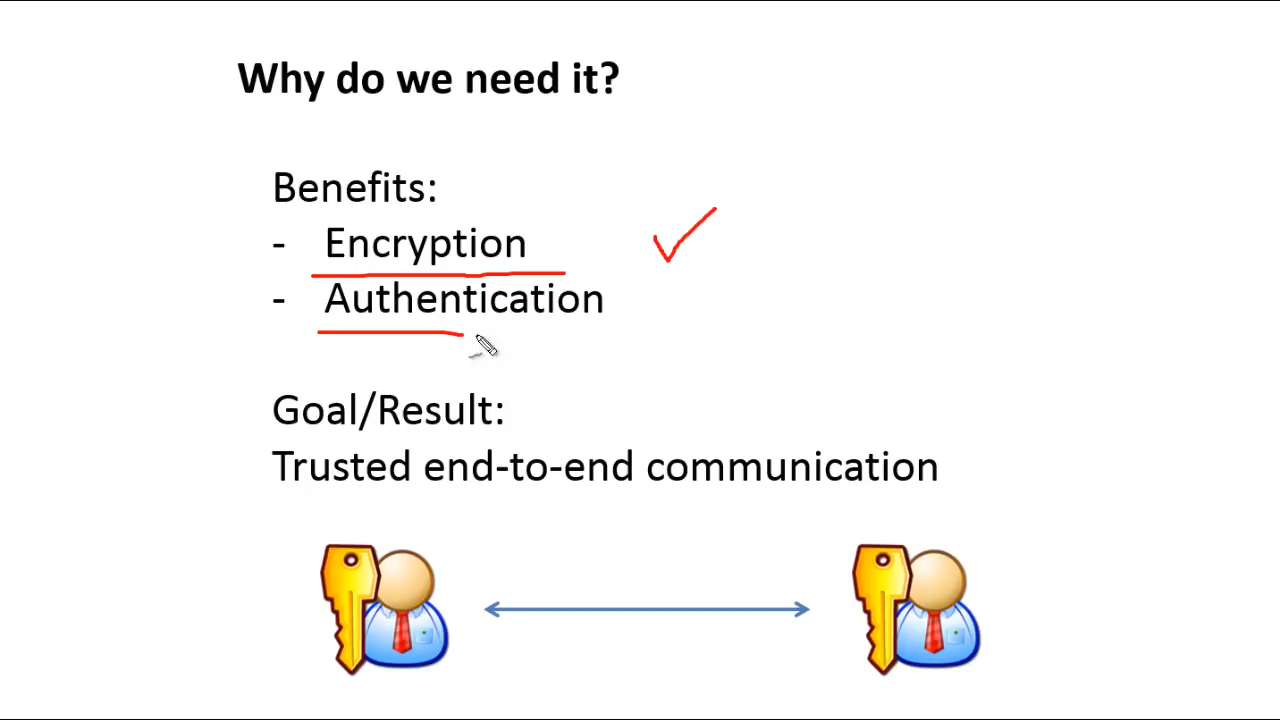 Why do we need it?
Benefits:
- Encryption
- Authentication
Goal/Result:
Trusted end-to-end communication